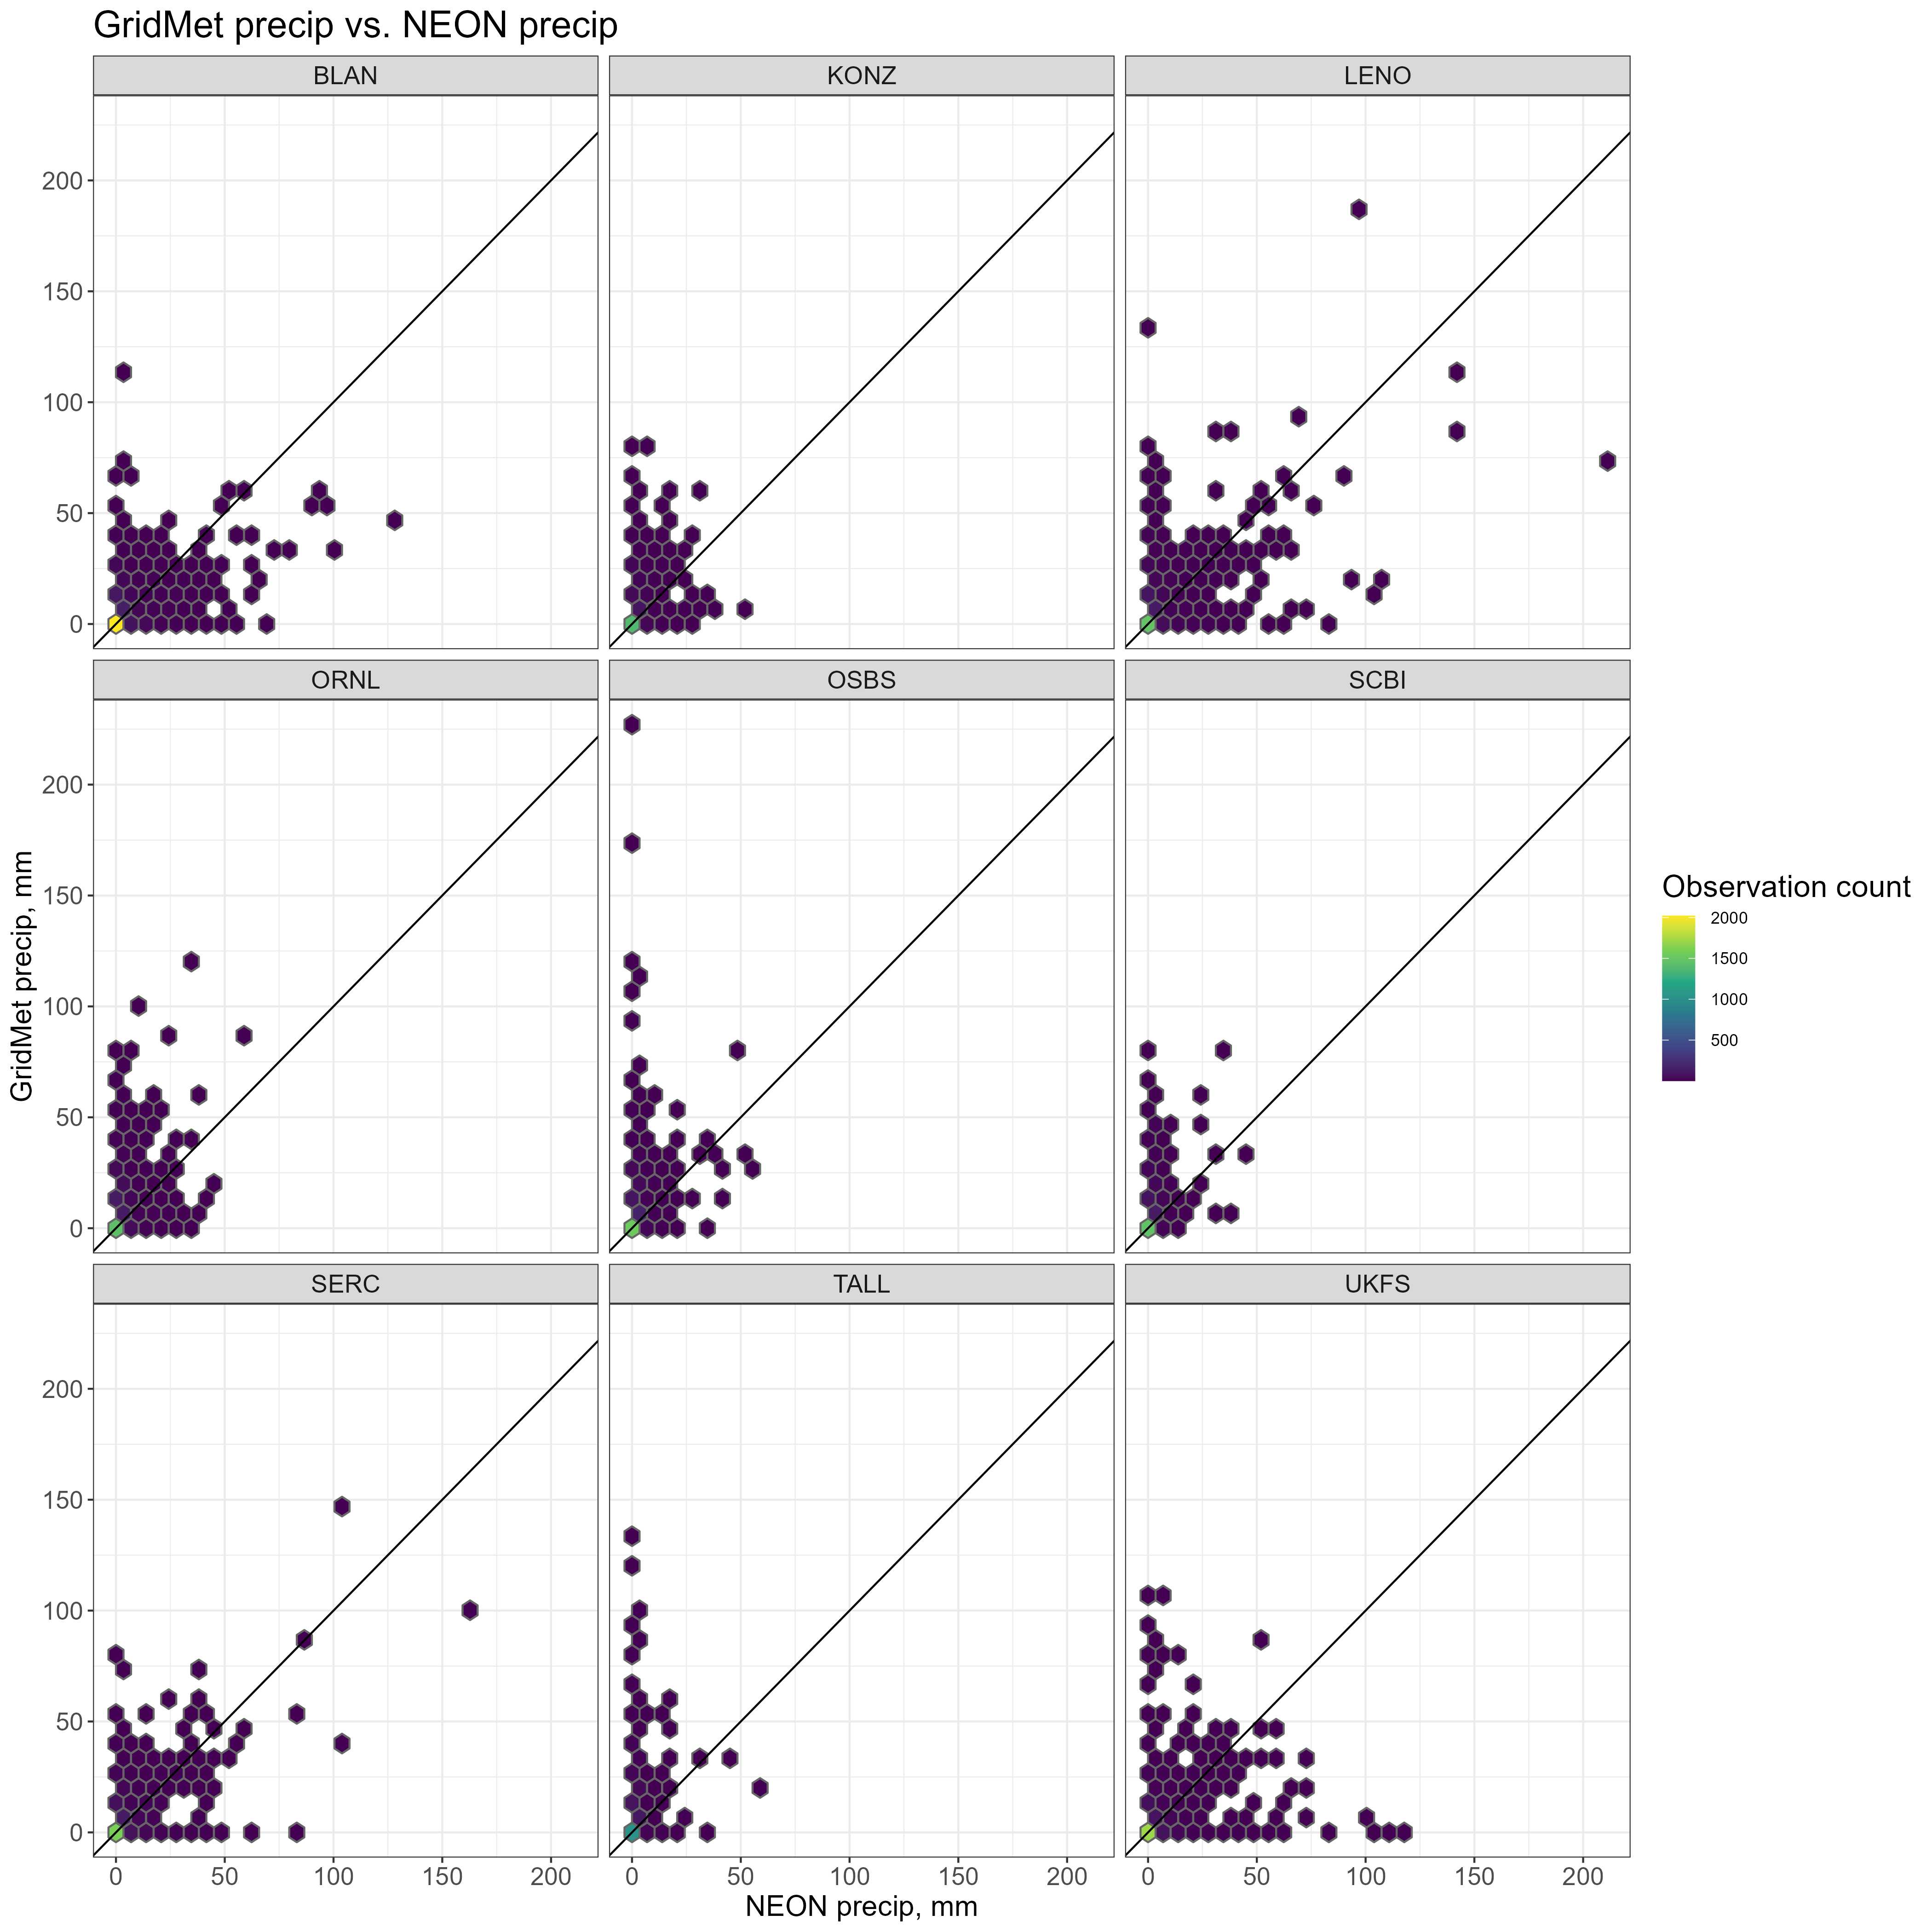 GridMet precip vs. NEON precip
BLAN
KONZ
LENO
200
150
100
50
0
ORNL
OSBS
SCBI
200
150
100
50
0
SERC
TALL
UKFS
200
150
100
50
0
0 50 100 150 200
0 50 100 150 200
0 50 100 150 200
NEON precip, mm
GridMet precip, mm
Observation count
2000
1500
1000
500